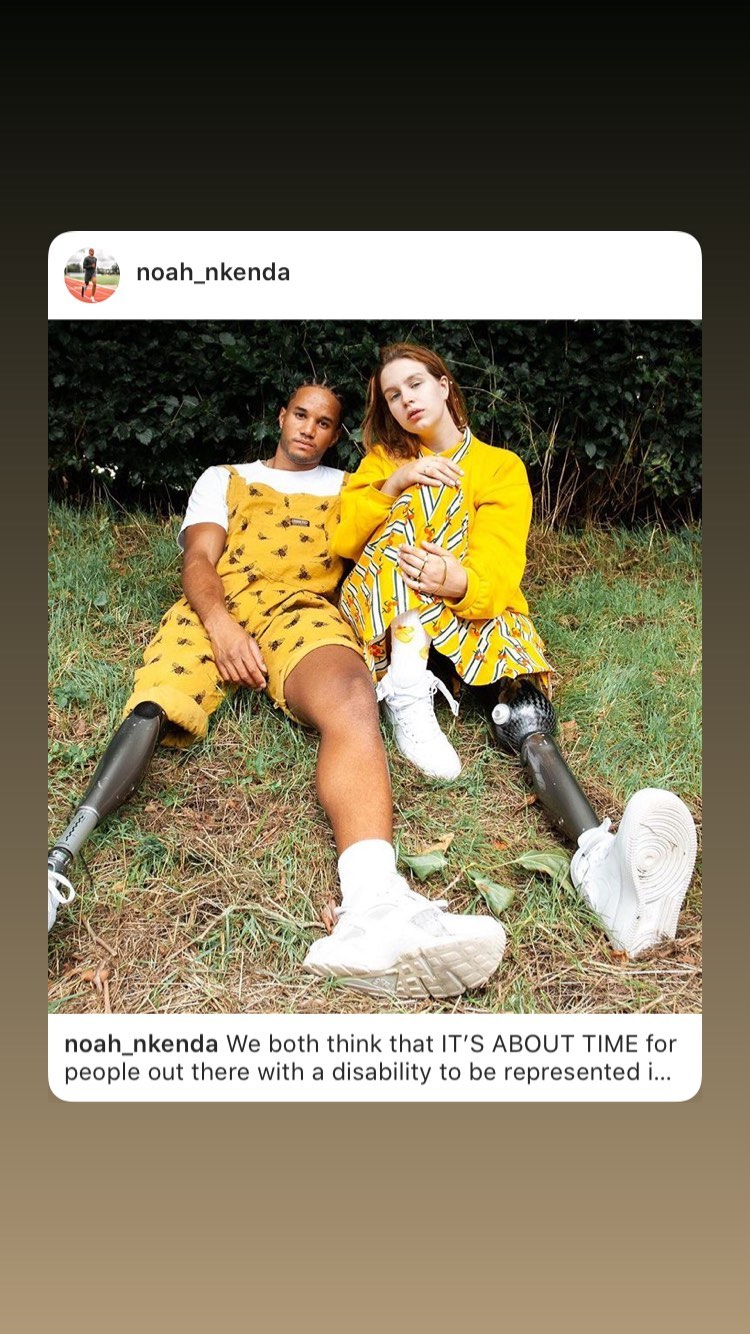 noah_nkenda
noah_nkenda We both think that IT’S ABOUT TIME for
people out there with a disability to be represented i...